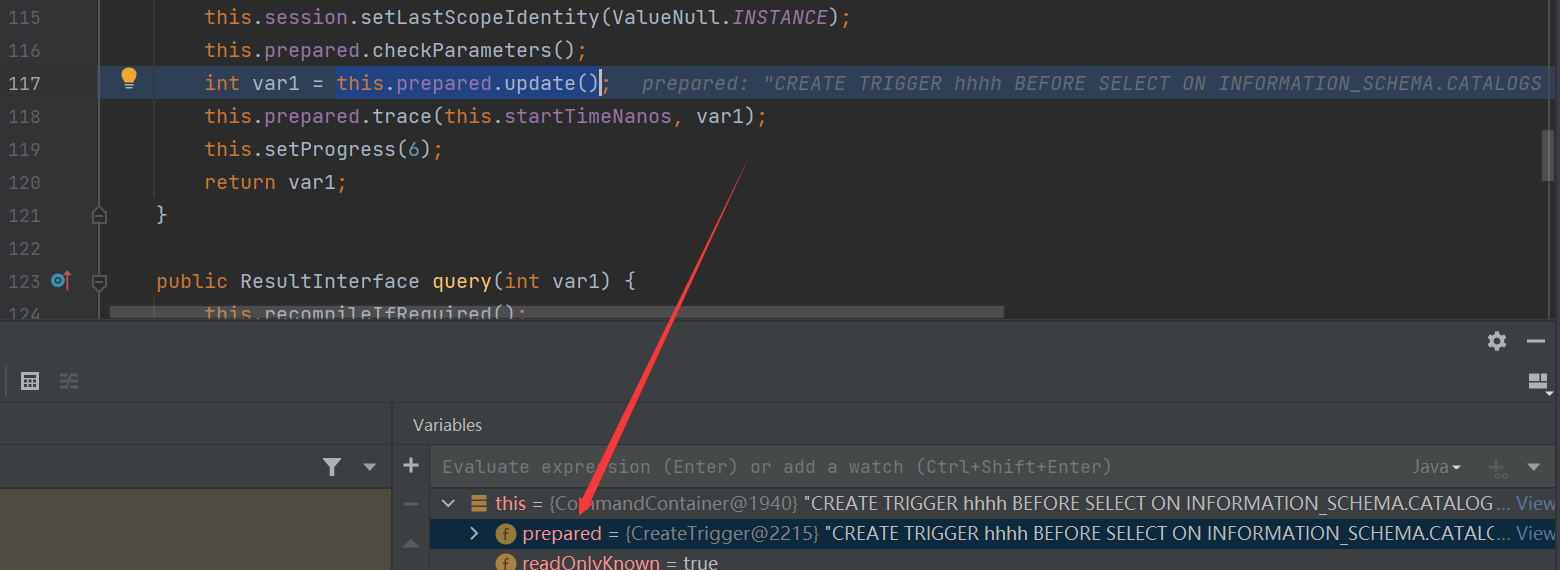 115 this.session.setLastScopeIdentity(ValueNull.INSTANCE);
116 this.prepared.checkParameters();
117 int var1 = this.prepared.update(); prepared: "CREATE TRIGGER hhhh BEFORE SELECT ON INFORMATION_SCHEMA.CATALOGS
118 this.prepared.trace(this.startTimeNanos, var1);
119 this.setProgress(6);
120 return var1;
121 }
122
123 public ResultInterface query(int var1) {
124 this.recompileIfRequired();
Variables
Evaluate expression (Enter) or add a watch (Ctrl+Shift+Enter) Java
this = {CommandContainer@1940} "CREATE TRIGGER hhhh BEFORE SELECT ON INFORMATION_SCHEMA.CATALOG... View
f prepared = {CreateTrigger@2215} "CREATE TRIGGER hhhh BEFORE SELECT ON INFORMATION_SCHEMA.CATALC... View
f readOnlyKnown = true